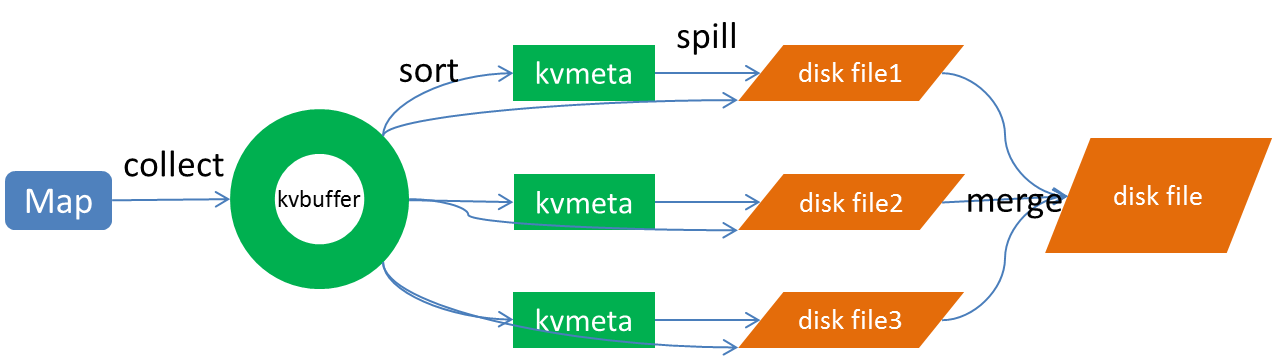 Map
collect
kvbuffer
sort
kvmeta
spill
disk file1
kvmeta
disk file2
kvmeta
disk file3
merge
disk file